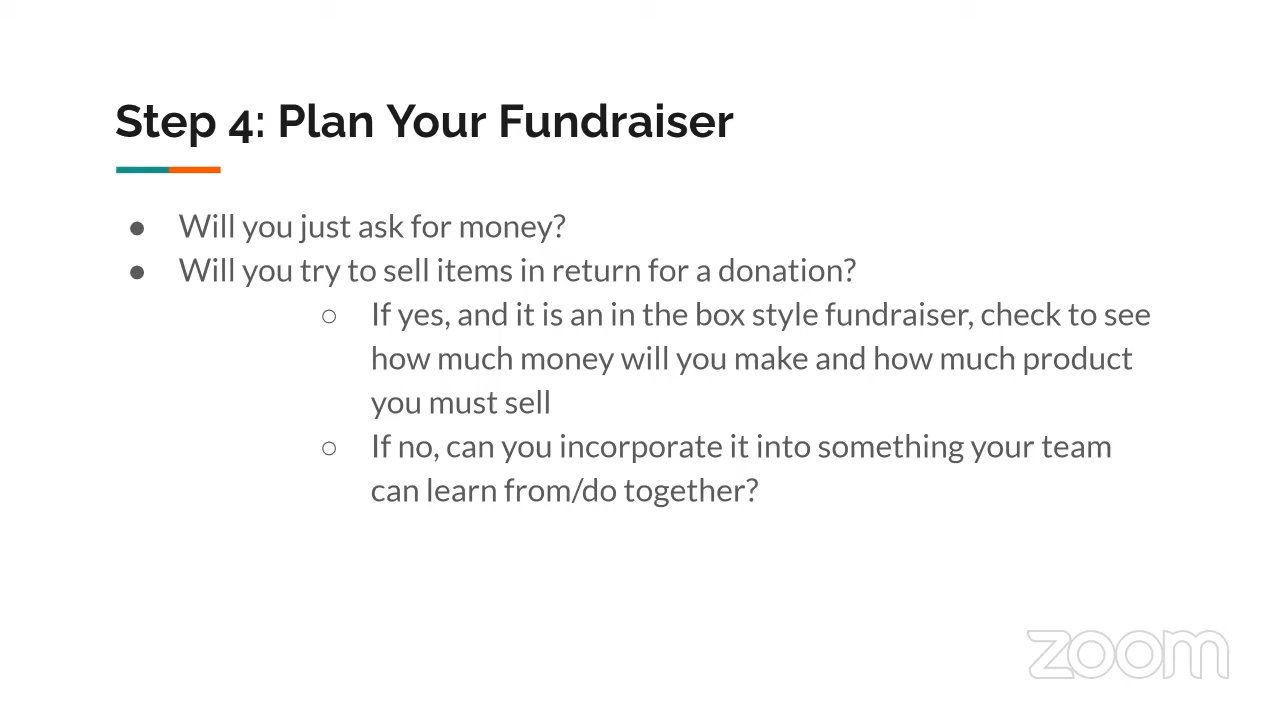 Step 4: Plan Your Fundraiser
● Will you just ask for money?
● Will you try to sell items in return for a donation?
○ If yes, and it is an in the box style fundraiser, check to see
how much money will you make and how much product
you must sell
○ If no, can you incorporate it into something your team
can learn from/do together?
zoom